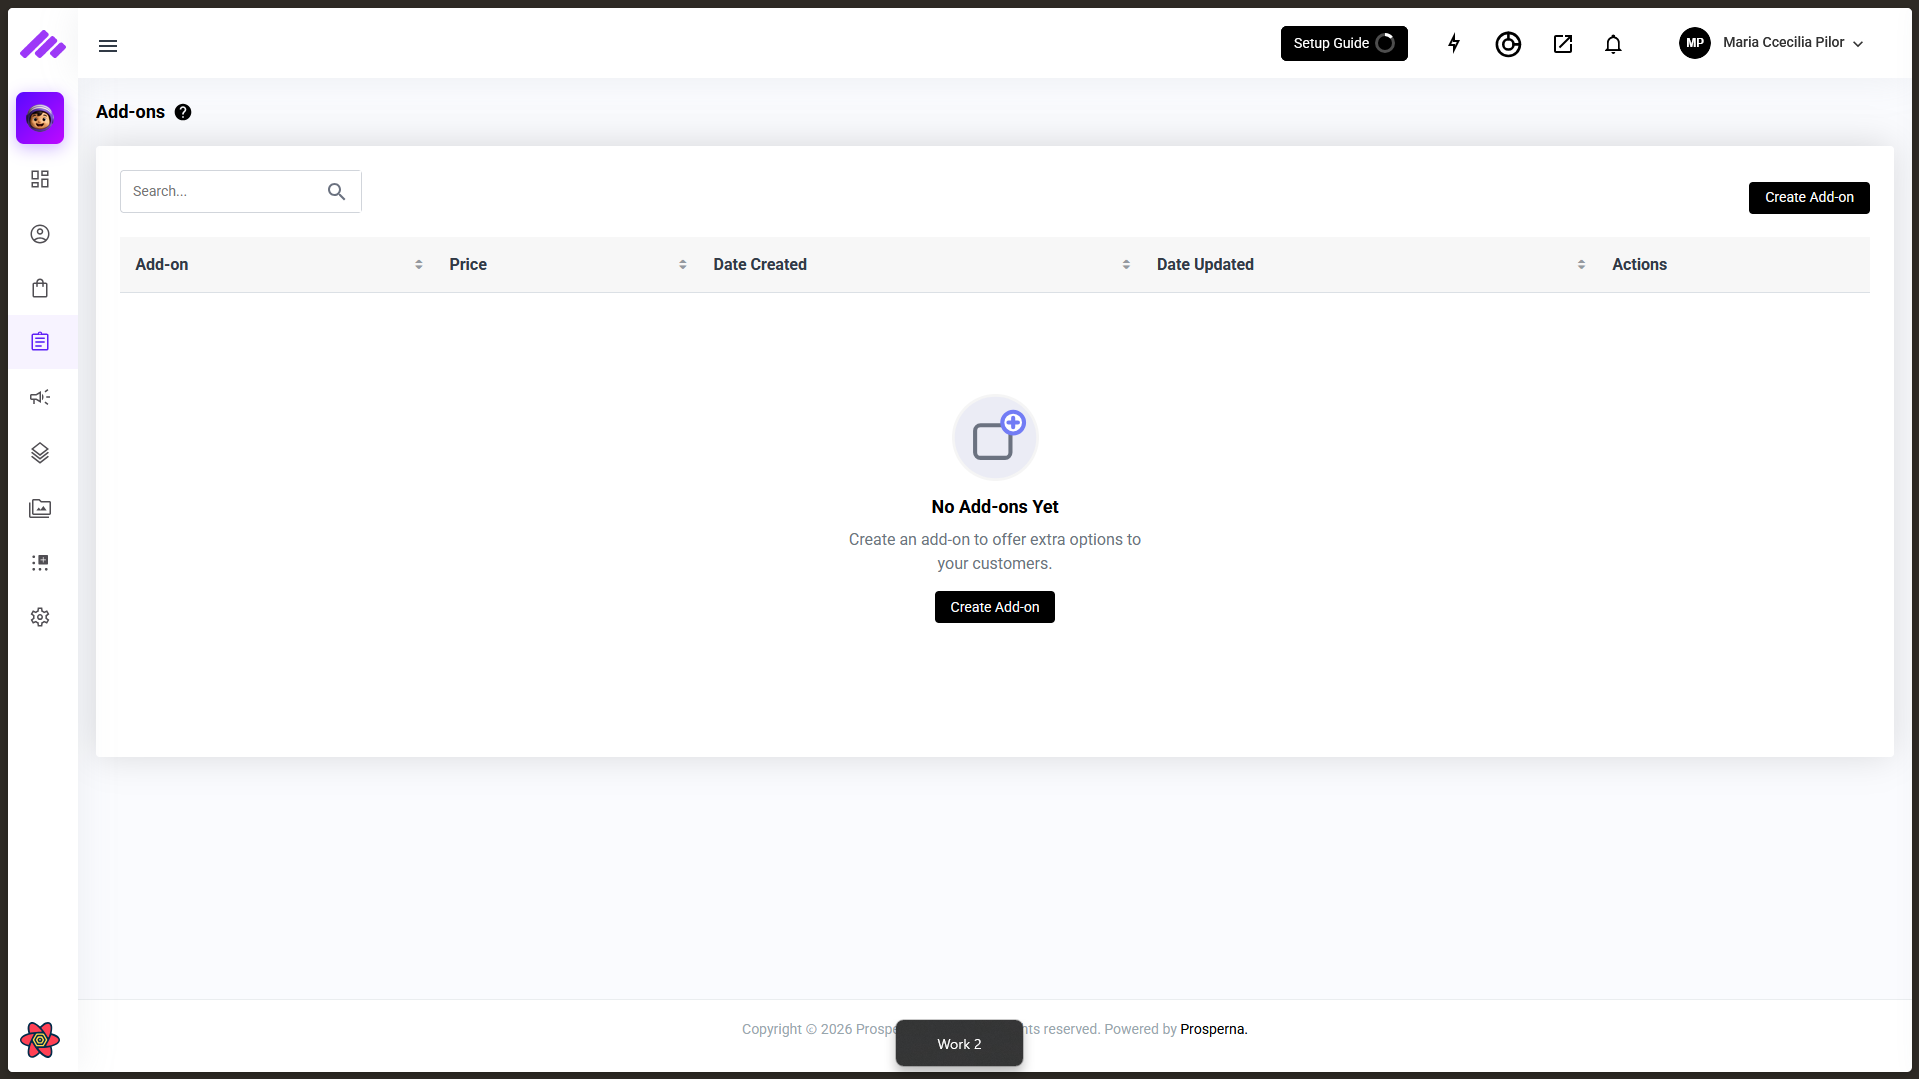 Setup Guide
MP
Maria Ccecilia Pilor
Add-ons
Search...
Create Add-on
Add-on Price Date Created Date Updated Actions
No Add-ons Yet
Create an add-on to offer extra options to
your customers.
Create Add-on
Copyright © 2026 reserved. Powered by Prosperna.
Work 2